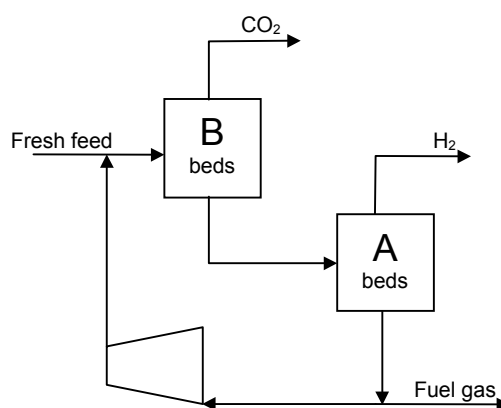 CO₂
Fresh feed
B
beds
H₂
A
beds
Fuel gas